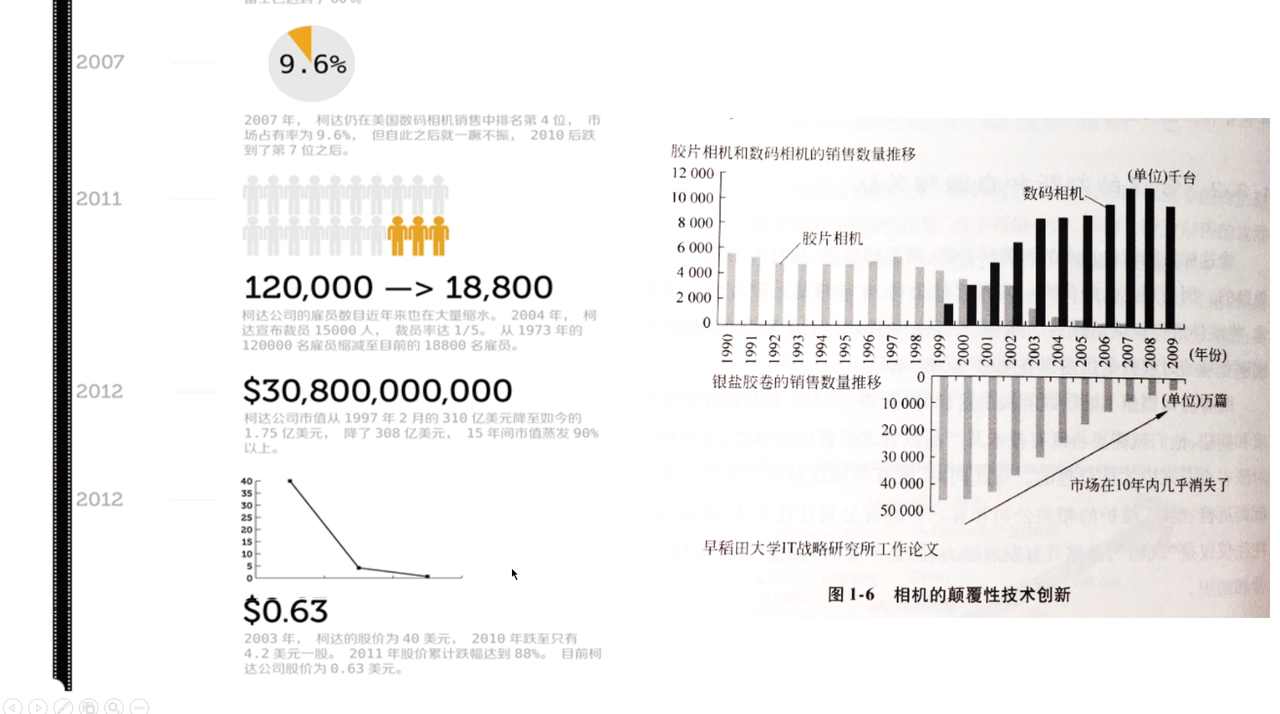 2007
9.6%
2007 年， 柯达仍在美国数码相机销售中排名第 4 位， 市
场占有率为 9.6%， 但自此之后就一蹶不振， 2010 后跌
到了第 7 位之后。
2011
120,000 —> 18,800
柯达公司的雇员数目近年来也在大量缩水。 2004 年， 柯
达宣布裁员 15000 人， 裁员率达 1/5。 从 1973 年的
120000 名雇员缩减至目前的 18800 名雇员。
2012
$30,800,000,000
柯达公司市值从 1997 年 2 月的 310 亿美元降至如今的
1.75 亿美元， 降了 308 亿美元， 15 年间市值蒸发 90%
以上。
2012
40
35
30
25
20
15
10
5
0
$0.63
2003 年， 柯达的股价为 40 美元， 2010 年跌至只有
4.2 美元一股。 2011 年股价累计跌幅达到 88%。 目前柯
达公司股价为 0.63 美元。
胶片相机和数码相机的销售数量推移
(单位)千台
12 000
10 000
8 000
6 000
4 000
2 000
0
数码相机
胶片相机
1990 1991 1992 1993 1994 1995 1996 1997 1998 1999 2000 2001 2002 2003 2004 2005 2006 2007 2008 2009
(年份)
银盐胶卷的销售数量推移
0
10 000
20 000
30 000
40 000
50 000
(单位)万篇
市场在10年内几乎消失了
早稻田大学IT战略研究所工作论文
图 1-6 相机的颠覆性技术创新